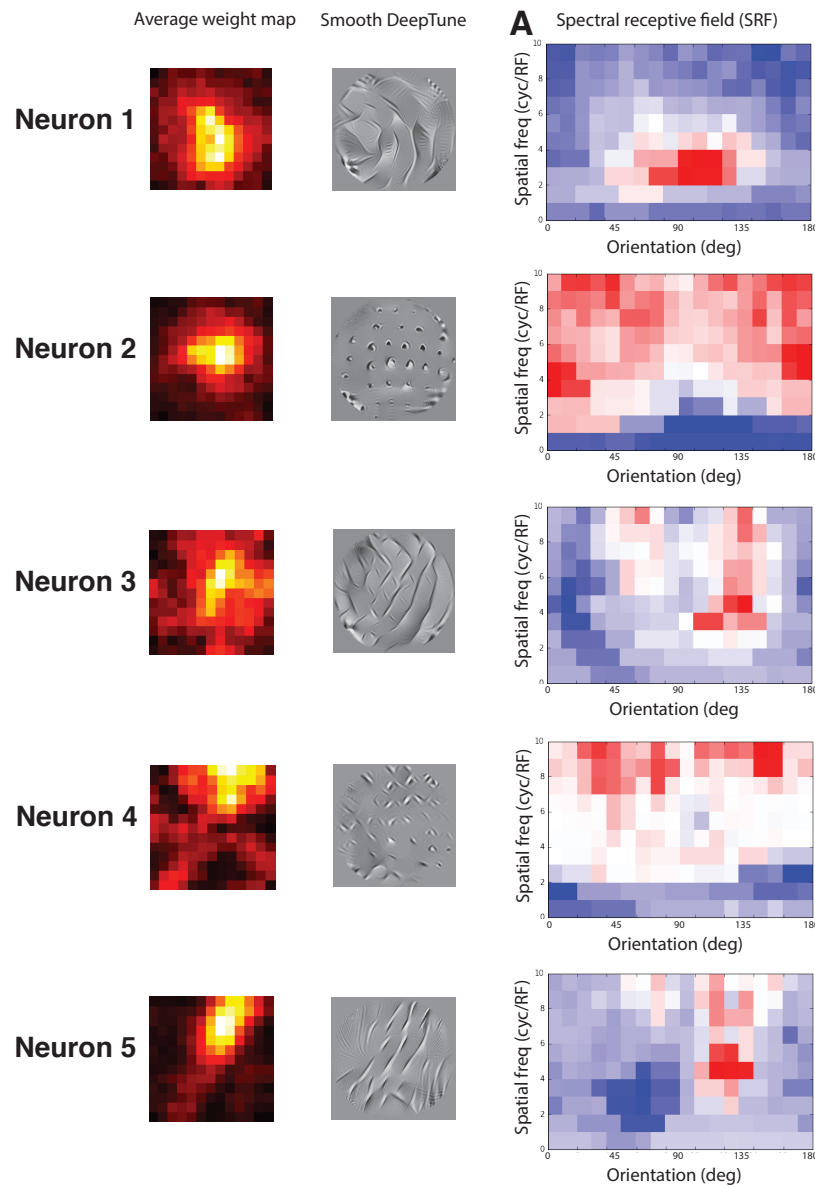 Average weight map Smooth DeepTune A Spectral receptive field (SRF)
Neuron 1
Spatial freq (cyc/RF)
10
8
6
4
2
0
0 45 90 135 180
Orientation (deg)
Neuron 2
Spatial freq (cyc/RF)
10
8
6
4
2
0
0 45 90 135 180
Orientation (deg)
Neuron 3
Spatial freq (cyc/RF)
10
8
6
4
2
0
0 45 90 135 180
Orientation (deg
Neuron 4
Spatial freq (cyc/RF)
10
8
6
4
2
0
0 45 90 135 180
Orientation (deg)
Neuron 5
Spatial freq (cyc/RF)
10
8
6
4
2
0
0 45 90 135 180
Orientation (deg)